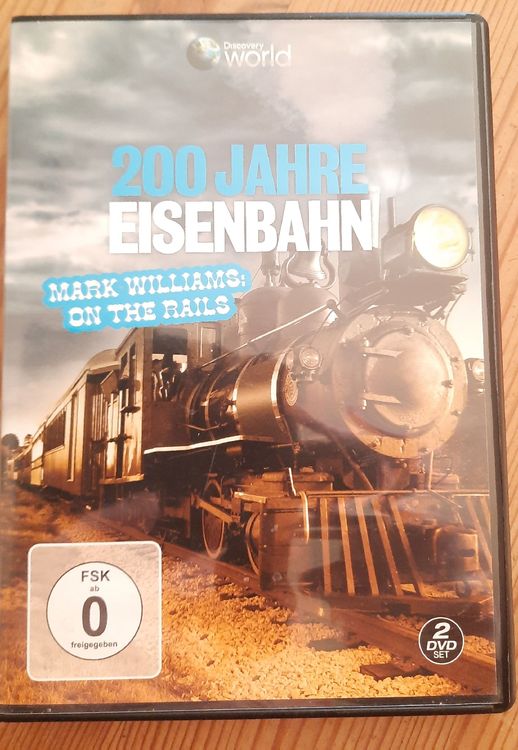 Discovery
world
200 JAHRE
EISENBAHN
MARK WILLIAMS:
ON THE RAILS
FSK
ab
0
freigegeben
2
DVD
SET